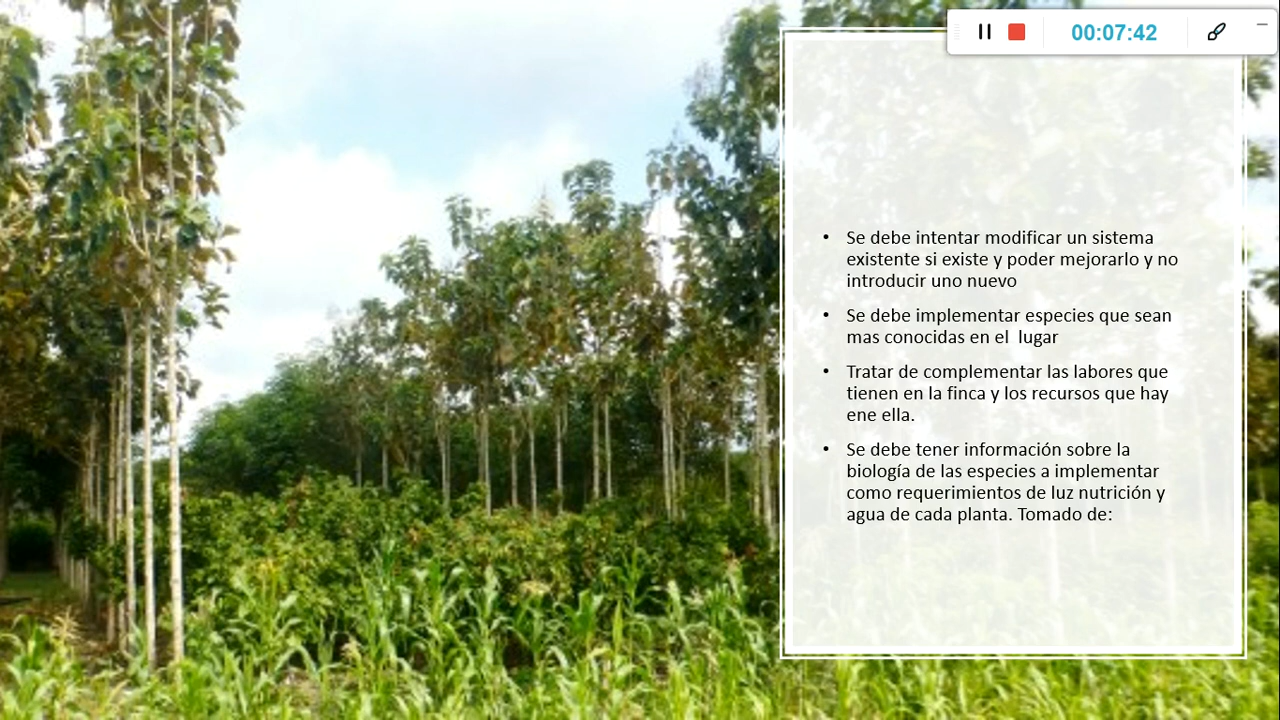 00:07:42
• Se debe intentar modificar un sistema
existente si existe y poder mejorarlo y no
introducir uno nuevo
• Se debe implementar especies que sean
mas conocidas en el  lugar
• Tratar de complementar las labores que
tienen en la finca y los recursos que hay
ene ella.
• Se debe tener información sobre la
biología de las especies a implementar
como requerimientos de luz nutrición y
agua de cada planta. Tomado de: